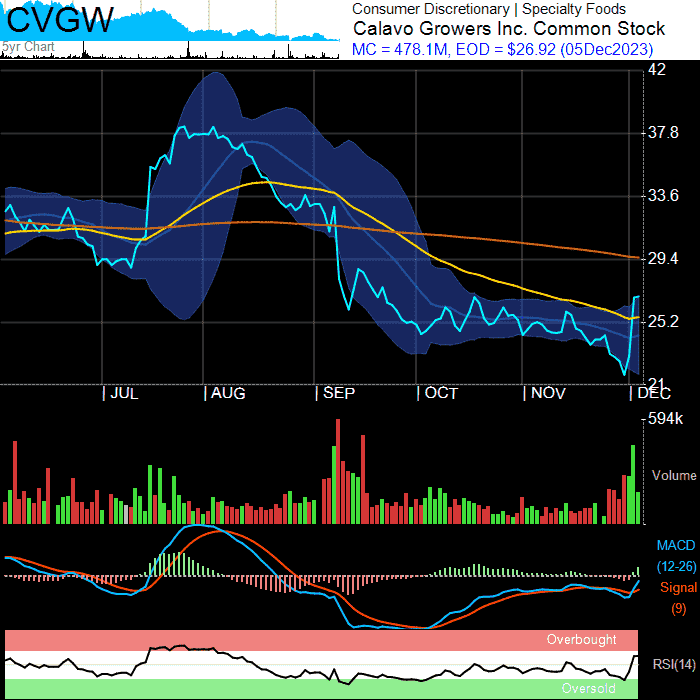 CVGW
5yr Chart
Consumer Discretionary | Specialty Foods
Calavo Growers Inc. Common Stock
MC = 478.1M, EOD = $26.92 (05Dec2023)
42
37.8
33.6
29.4
25.2
21
JUL
AUG
SEP
OCT
NOV
DEC
594k
Volume
MACD
(12-26)
Signal
(9)
Overbought
RSI(14)
Oversold